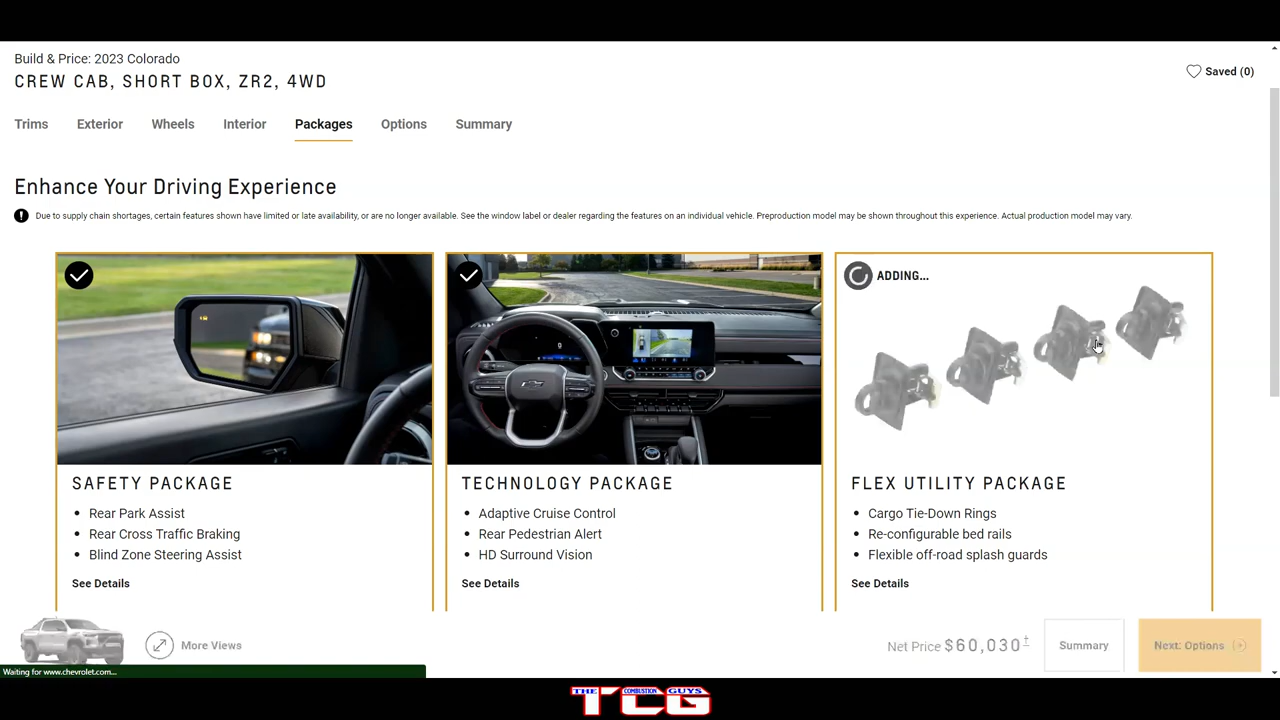 Build & Price: 2023 Colorado
CREW CAB, SHORT BOX, ZR2, 4WD
Saved (0)
Trims Exterior Wheels Interior Packages Options Summary
Enhance Your Driving Experience
Due to supply chain shortages, certain features shown have limited or late availability, or are no longer available. See the window label or dealer regarding the features on an individual vehicle. Preproduction model may be shown throughout this experience. Actual production model may vary.
ADDING...
SAFETY PACKAGE
• Rear Park Assist
• Rear Cross Traffic Braking
• Blind Zone Steering Assist
See Details
TECHNOLOGY PACKAGE
• Adaptive Cruise Control
• Rear Pedestrian Alert
• HD Surround Vision
See Details
FLEX UTILITY PACKAGE
• Cargo Tie-Down Rings
• Re-configurable bed rails
• Flexible off-road splash guards
See Details
More Views
Net Price $60,030‡
Summary
Next: Options
Waiting for www.chevrolet.com...
THE COMBUSTION GUYS
TCG